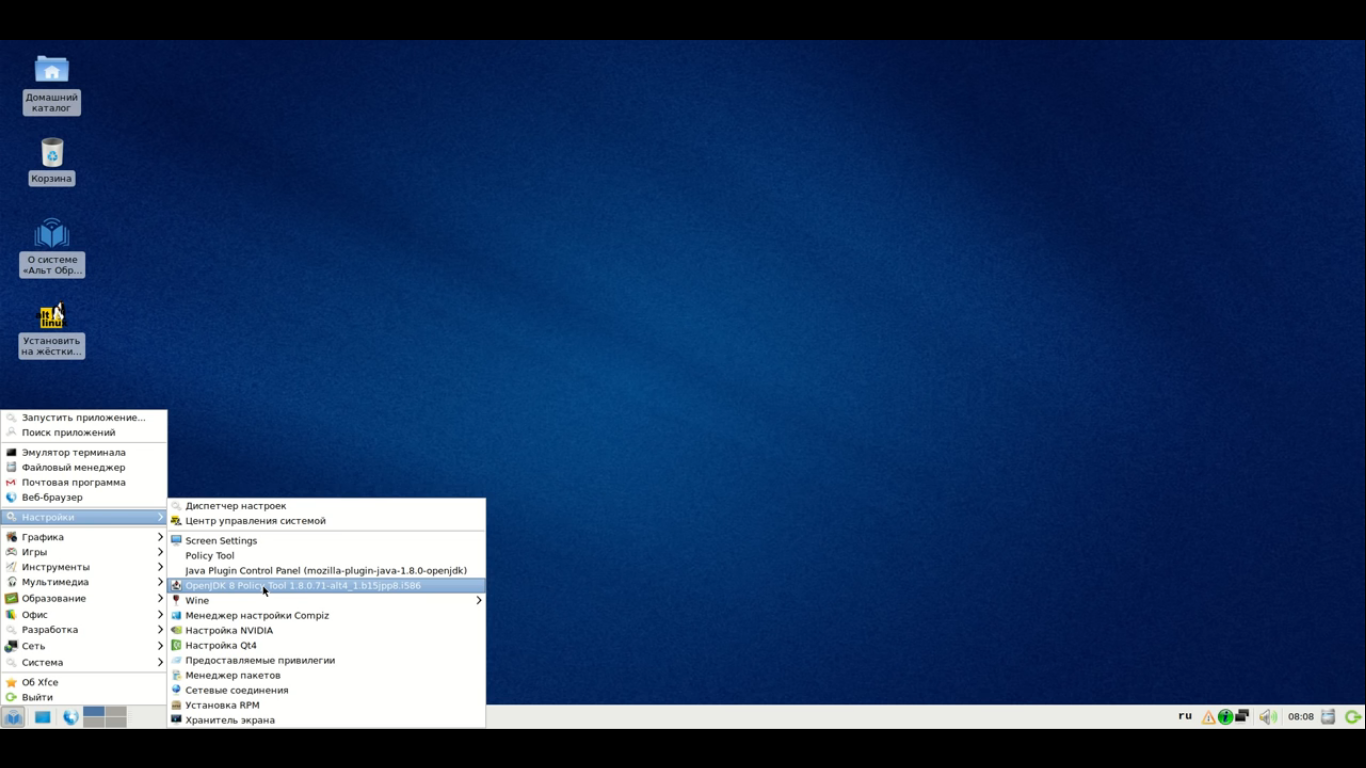 Домашний
каталог
Корзина
О системе
«Альт Обр...
alt
linux
Установить
на жёстки...
Запустить приложение...
Поиск приложений
Эмулятор терминала
Файловый менеджер
Почтовая программа
Веб-браузер
Настройки
Графика
Игры
Инструменты
Мультимедиа
Образование
Офис
Разработка
Сеть
Система
Об Xfce
Выйти
Диспетчер настроек
Центр управления системой
Screen Settings
Policy Tool
Java Plugin Control Panel (mozilla-plugin-java-1.8.0-openjdk)
OpenJDK 8 Policy Tool 1.8.0.71-alt4_1.b15jpp8.i586
Wine
Менеджер настройки Compiz
Настройка NVIDIA
Настройка Qt4
Предоставляемые привилегии
Менеджер пакетов
Сетевые соединения
Установка RPM
Хранитель экрана
ru
08:08